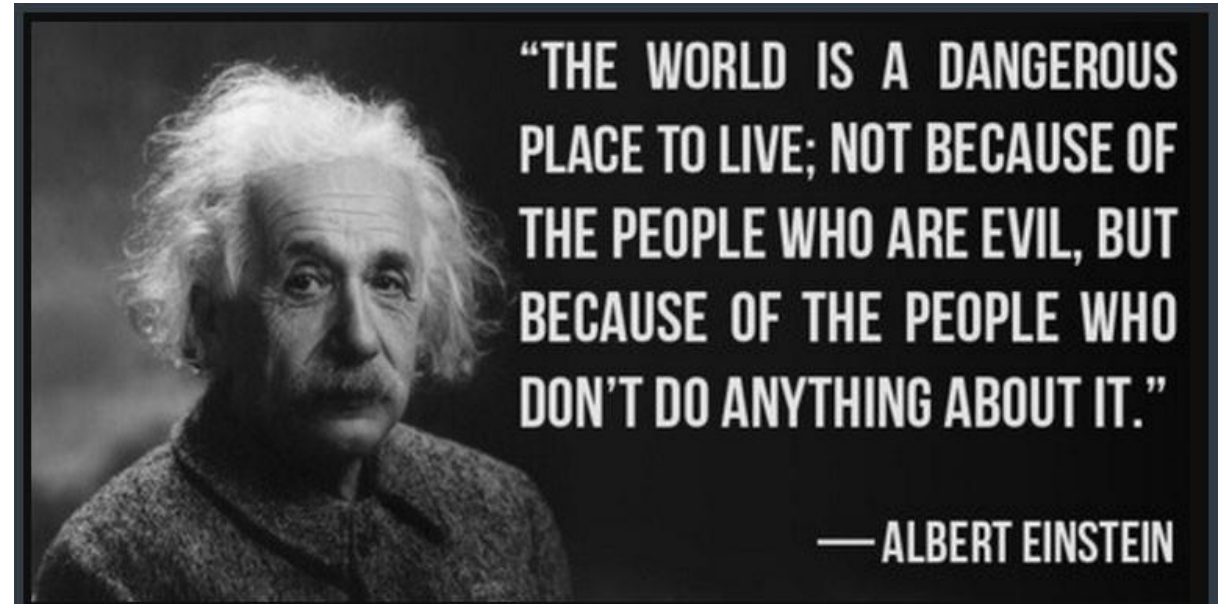 “THE WORLD IS A DANGEROUS
PLACE TO LIVE; NOT BECAUSE OF
THE PEOPLE WHO ARE EVIL, BUT
BECAUSE OF THE PEOPLE WHO
DON’T DO ANYTHING ABOUT IT.”
—ALBERT EINSTEIN